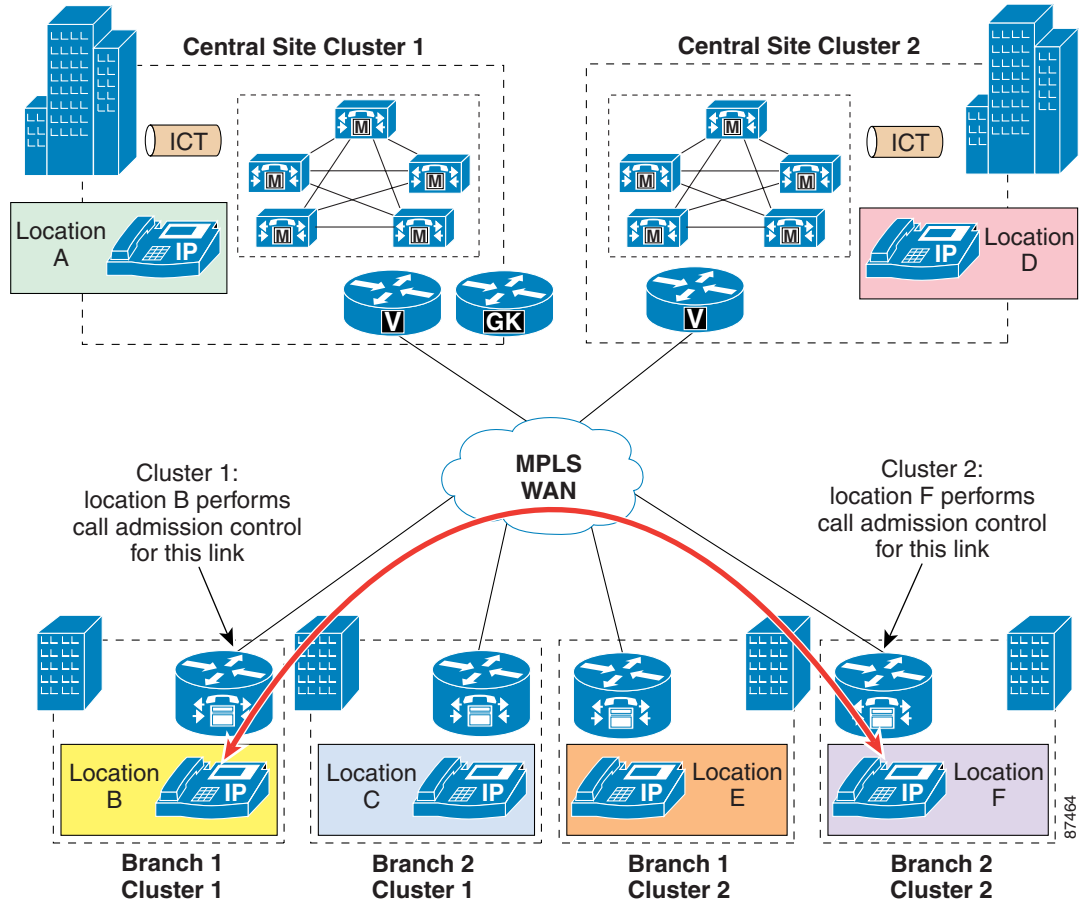 Central Site Cluster 1
Central Site Cluster 2
M
M
M
M
M
M
M
M
M
M
ICT
ICT
Location
A
IP
IP
Location
D
V
GK
V
MPLS
WAN
Cluster 1:
location B performs
call admission control
for this link
Cluster 2:
location F performs
call admission control
for this link
Location
B
IP
Location
C
IP
IP
Location
E
IP
Location
F
87464
Branch 1
Cluster 1
Branch 2
Cluster 1
Branch 1
Cluster 2
Branch 2
Cluster 2